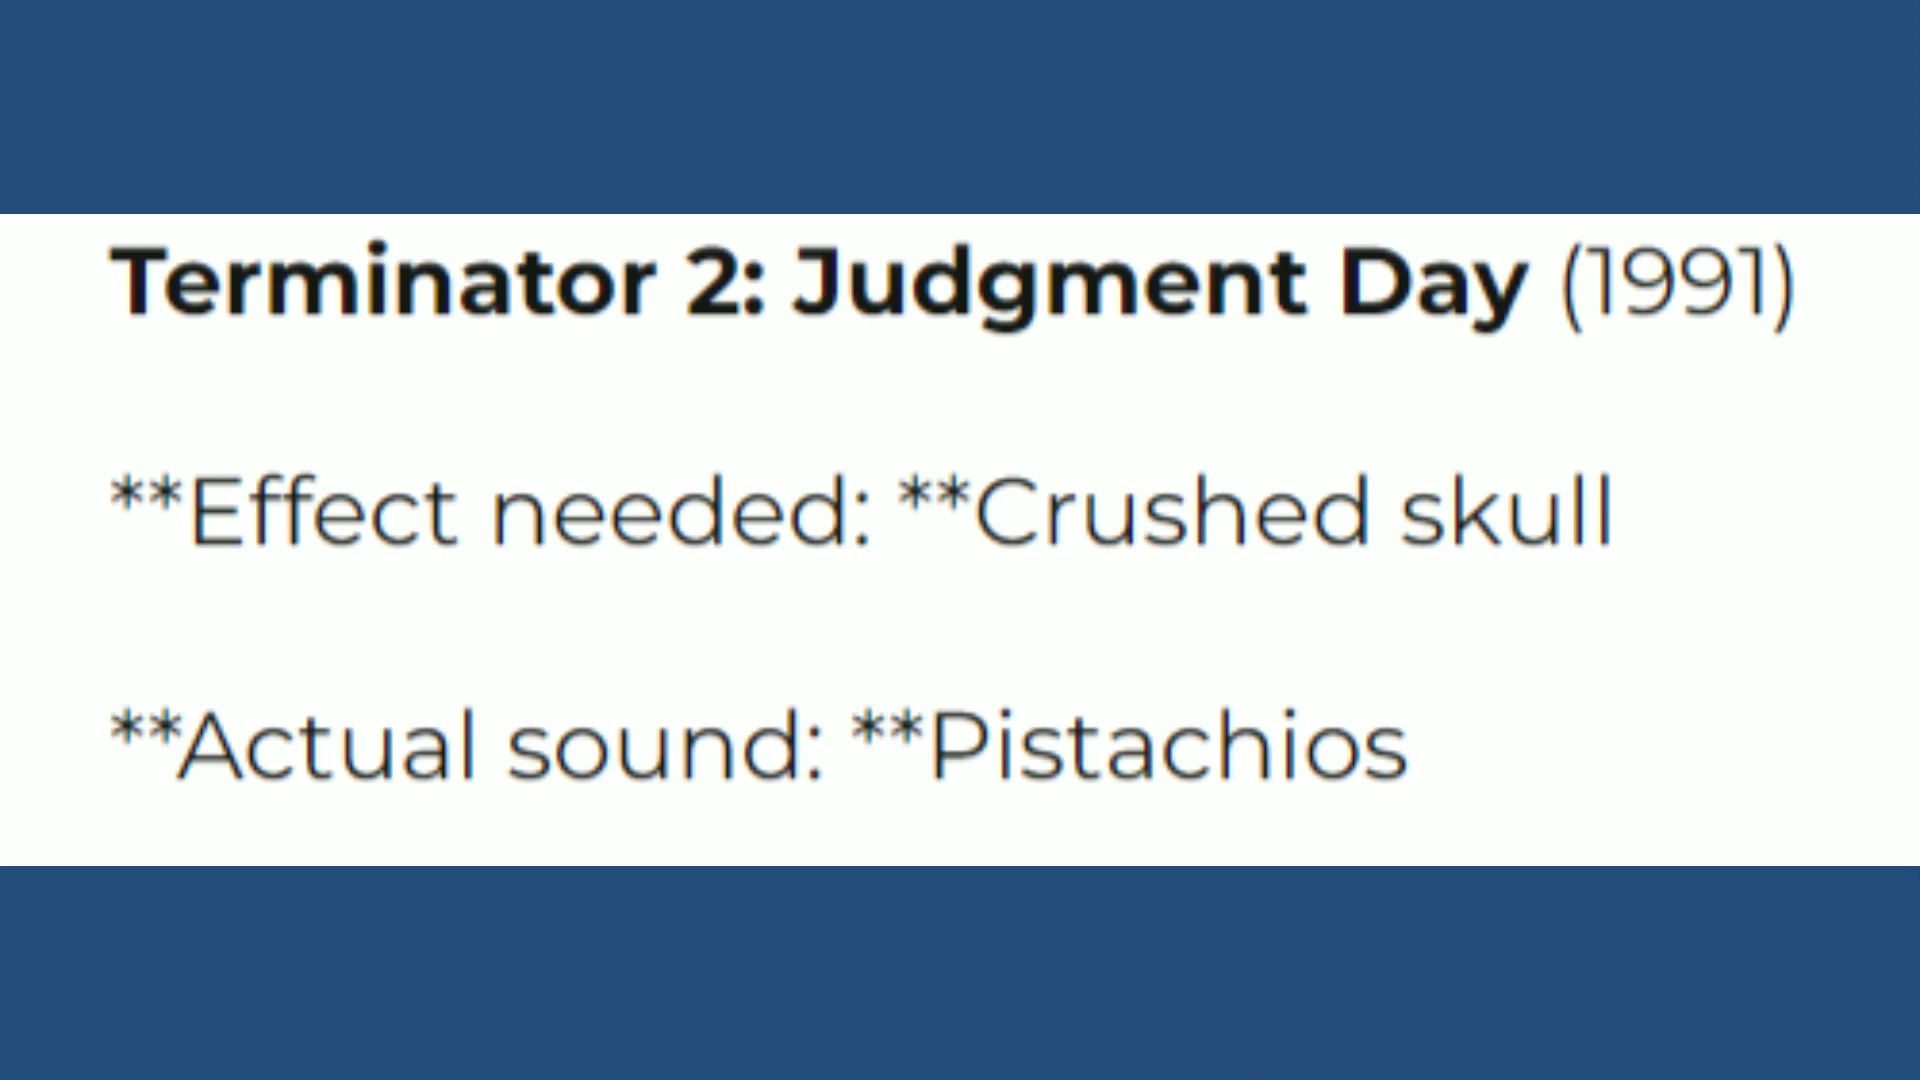 Terminator 2: Judgment Day (1991)
**Effect needed: **Crushed skull
**Actual sound: **Pistachios